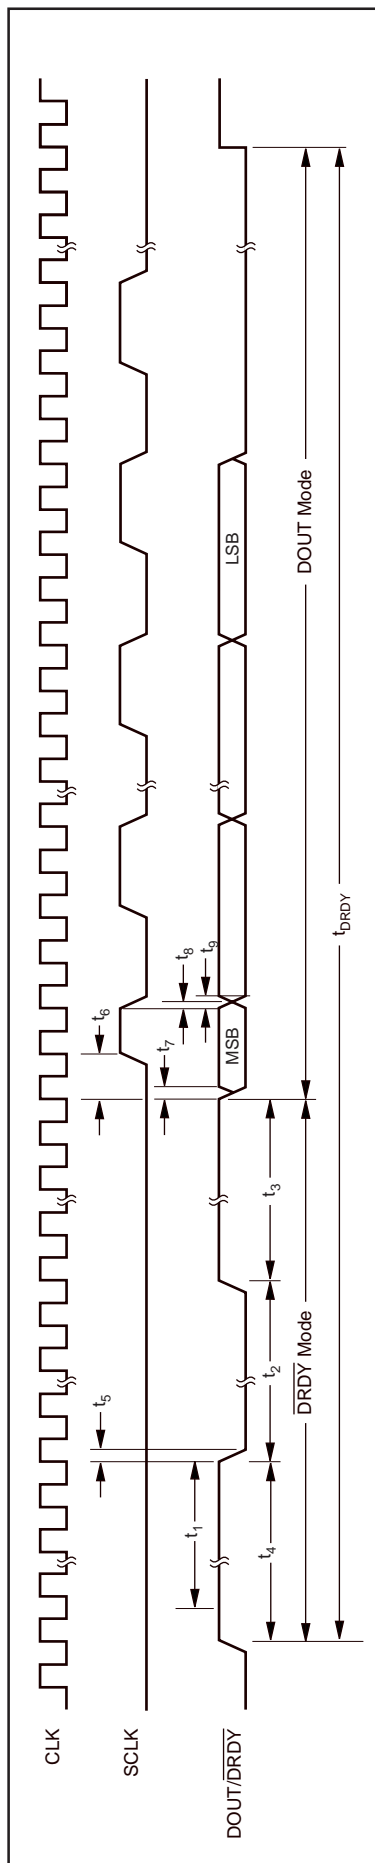 CLK
SCLK
DOUT/DRDY
t5
t6
t1
t7
t8
t9
MSB
LSB
t4
t2
t3
DRDY Mode
DOUT Mode
tDRDY